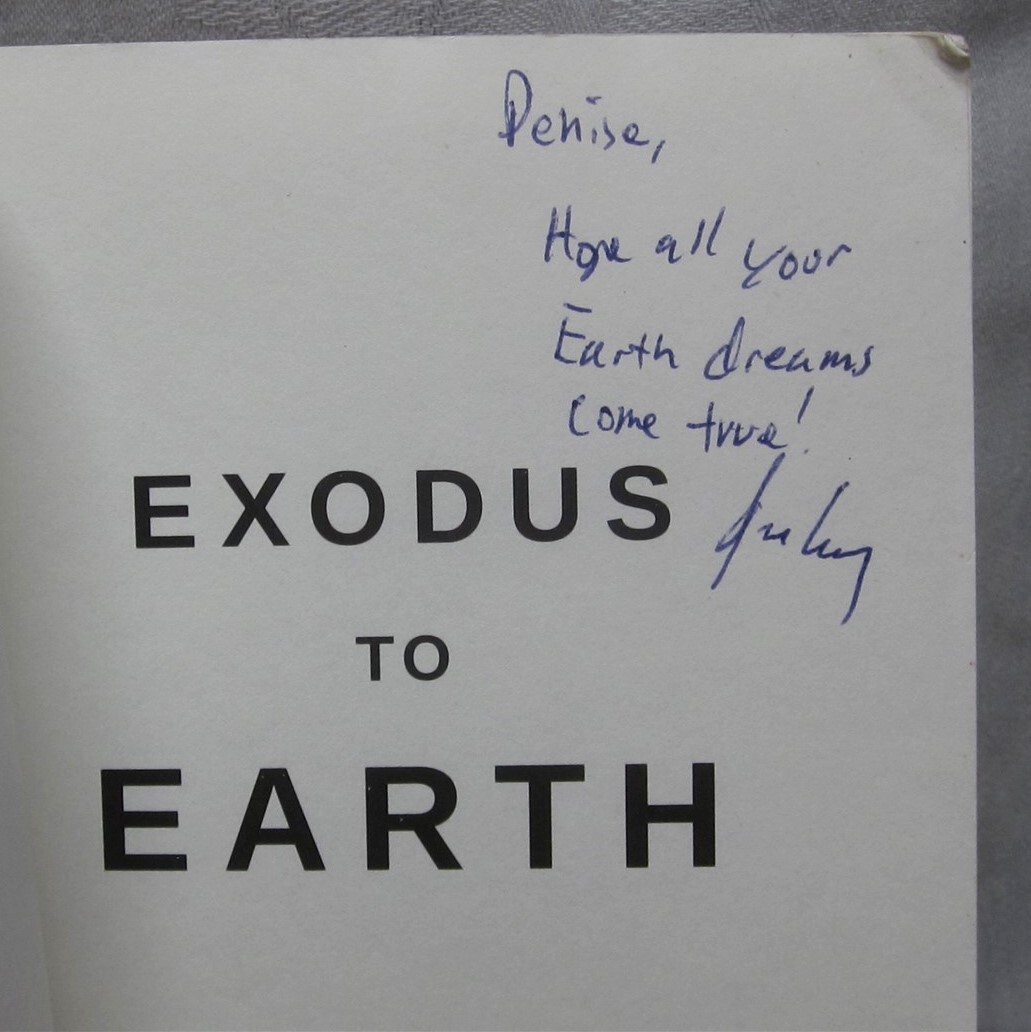 Denise,
Hope all your
Earth dreams
come true!
EXODUS
TO
EARTH